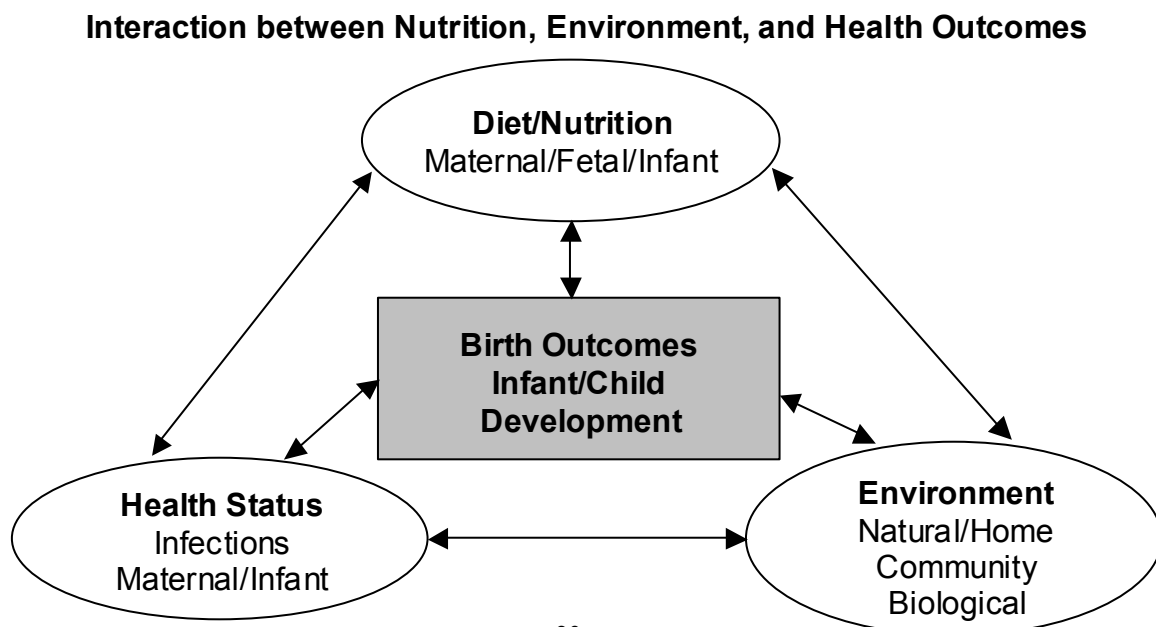 Interaction between Nutrition, Environment, and Health Outcomes
Diet/Nutrition
Maternal/Fetal/Infant
Birth Outcomes
Infant/Child
Development
Health Status
Infections
Maternal/Infant
Environment
Natural/Home
Community
Biological